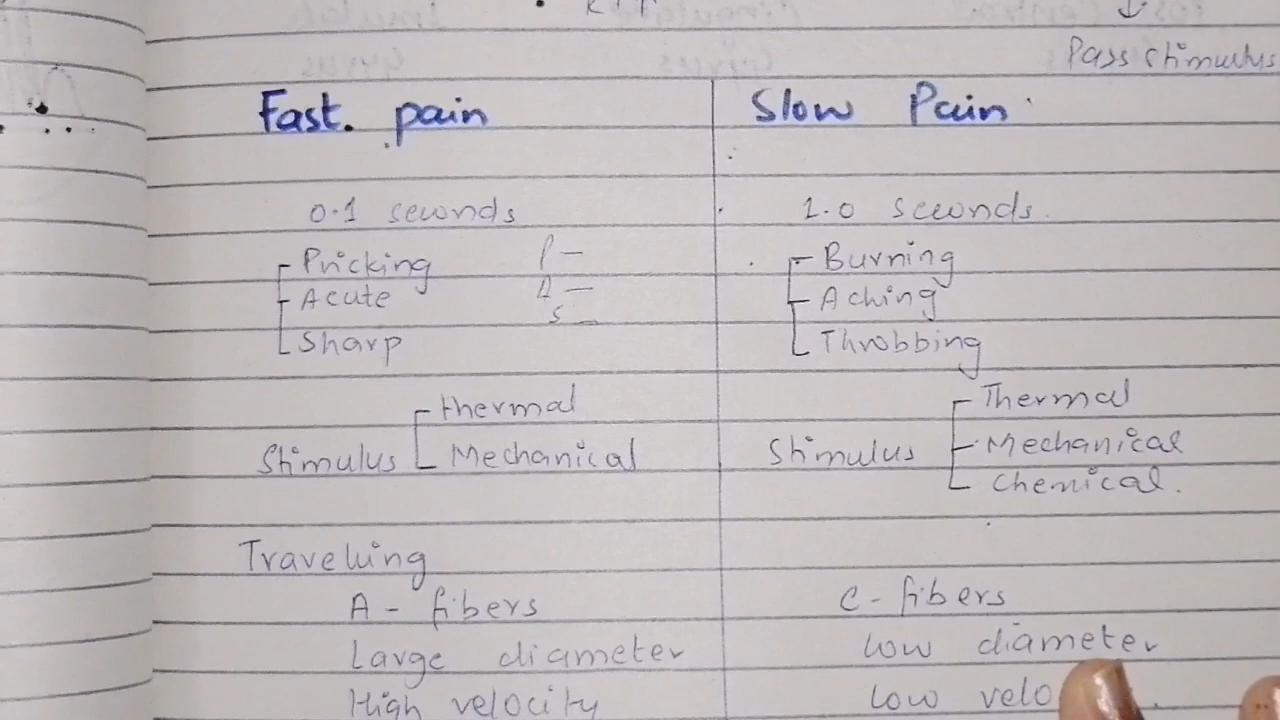 Pass stimulus
Fast. pain Slow Pain
0.1 seconds 1.0 seconds.
Pricking P – Burning
Acute A – Aching
Sharp S – Throbbing
thermal Thermal
Stimulus Mechanical Stimulus Mechanical
Chemical.
Travelling
A - fibers C - fibers
Large diameter Low diameter
High velocity Low velo